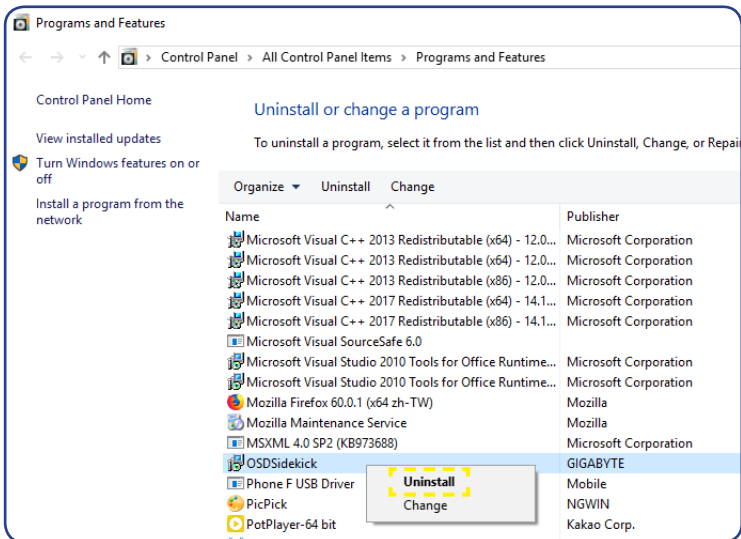 Programs and Features
Control Panel > All Control Panel Items > Programs and Features
Control Panel Home
View installed updates
Turn Windows features on or
off
Install a program from the
network
Uninstall or change a program
To uninstall a program, select it from the list and then click Uninstall, Change, or Repai
Organize Uninstall Change
Name Publisher
Microsoft Visual C++ 2013 Redistributable (x64) - 12.0... Microsoft Corporation
Microsoft Visual C++ 2013 Redistributable (x64) - 12.0... Microsoft Corporation
Microsoft Visual C++ 2013 Redistributable (x86) - 12.0... Microsoft Corporation
Microsoft Visual C++ 2017 Redistributable (x64) - 14.1... Microsoft Corporation
Microsoft Visual C++ 2017 Redistributable (x86) - 14.1... Microsoft Corporation
Microsoft Visual SourceSafe 6.0
Microsoft Visual Studio 2010 Tools for Office Runtime... Microsoft Corporation
Microsoft Visual Studio 2010 Tools for Office Runtime... Microsoft Corporation
Mozilla Firefox 60.0.1 (x64 zh-TW) Mozilla
Mozilla Maintenance Service Mozilla
MSXML 4.0 SP2 (KB973688) Microsoft Corporation
OSDSidekick GIGABYTE
Phone F USB Driver Uninstall Mobile
PicPick Change NGWIN
PotPlayer-64 bit Kakao Corp.